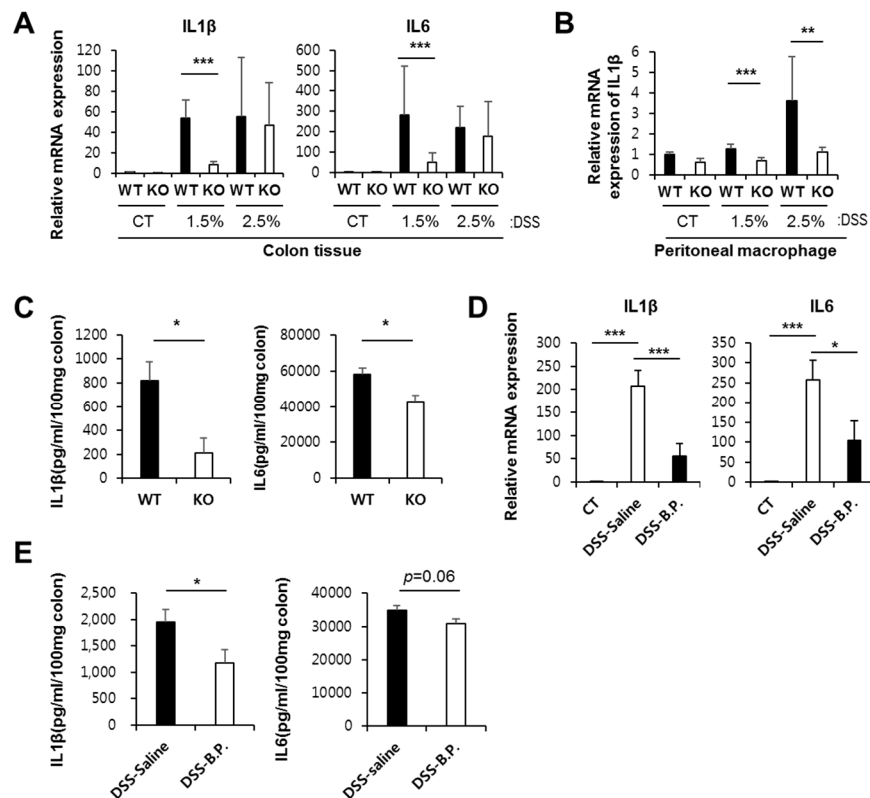 A
IL1β
IL6
Relative mRNA expression
120
100
80
60
40
20
0
***
WT KO WT KO WT KO
CT 1.5% 2.5%
600
500
400
300
200
100
0
***
WT KO WT KO WT KO
CT 1.5% 2.5% :DSS
Colon tissue
B
Relative mRNA
expression of IL1β
6
5
4
3
2
1
0
***
**
WT KO WT KO WT KO
CT 1.5% 2.5% :DSS
Peritoneal macrophage
C
IL1β(pg/ml/100mg colon)
1200
1000
800
600
400
200
0
*
WT KO
IL6(pg/ml/100mg colon)
80000
60000
40000
20000
0
*
WT KO
D
IL1β
IL6
Relative mRNA expression
350
300
250
200
150
100
50
0
***
***
CT
DSS-Saline
DSS-B.P.
350
300
250
200
150
100
50
0
***
*
CT
DSS-Saline
DSS-B.P.
E
IL1β(pg/ml/100mg colon)
2,500
2,000
1,500
1,000
500
0
*
DSS-Saline
DSS-B.P.
IL6(pg/ml/100mg colon)
40000
30000
20000
10000
0
p=0.06
DSS-saline
DSS-B.P.